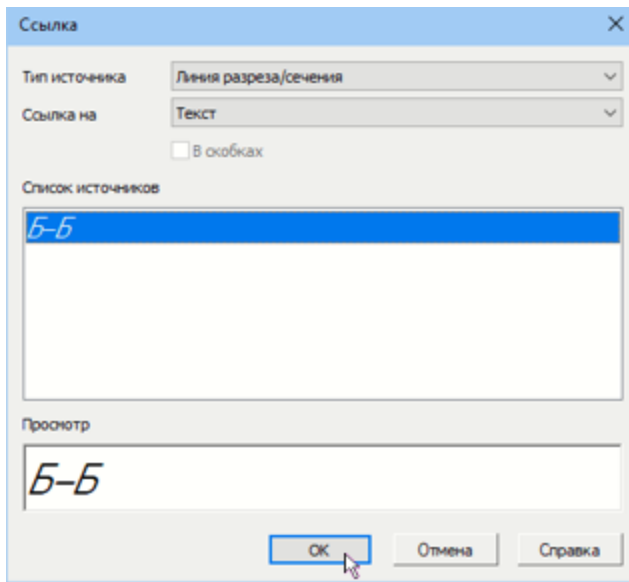 Ссылка
Тип источника Линия разреза/сечения
Ссылка на Текст
В скобках
Список источников
Б–Б
Просмотр
Б–Б
ОК Отмена Справка